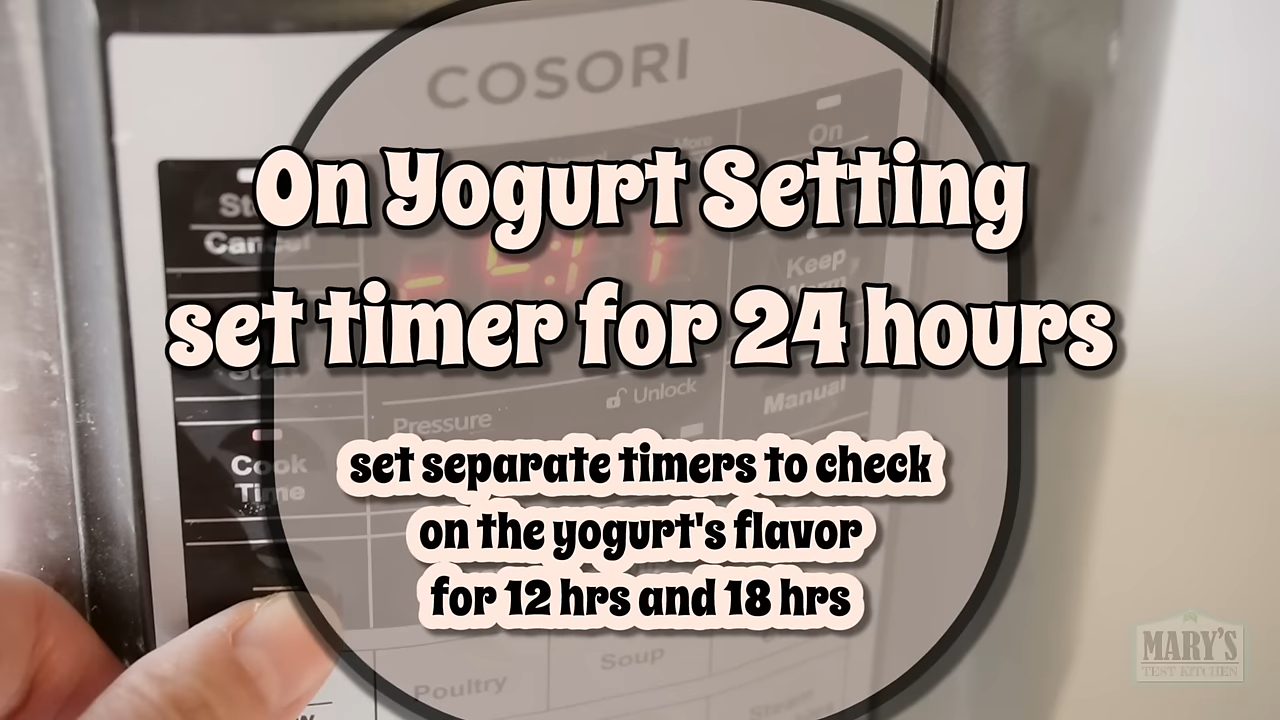 COSORI
On
On Yogurt Setting
Cancel
Keep
set timer for 24 hours
Unlock
Manual
Pressure
set separate timers to check
Cook
Time
on the yogurt's flavor
for 12 hrs and 18 hrs
Soup
Poultry
MARY'S
TEST KITCHEN